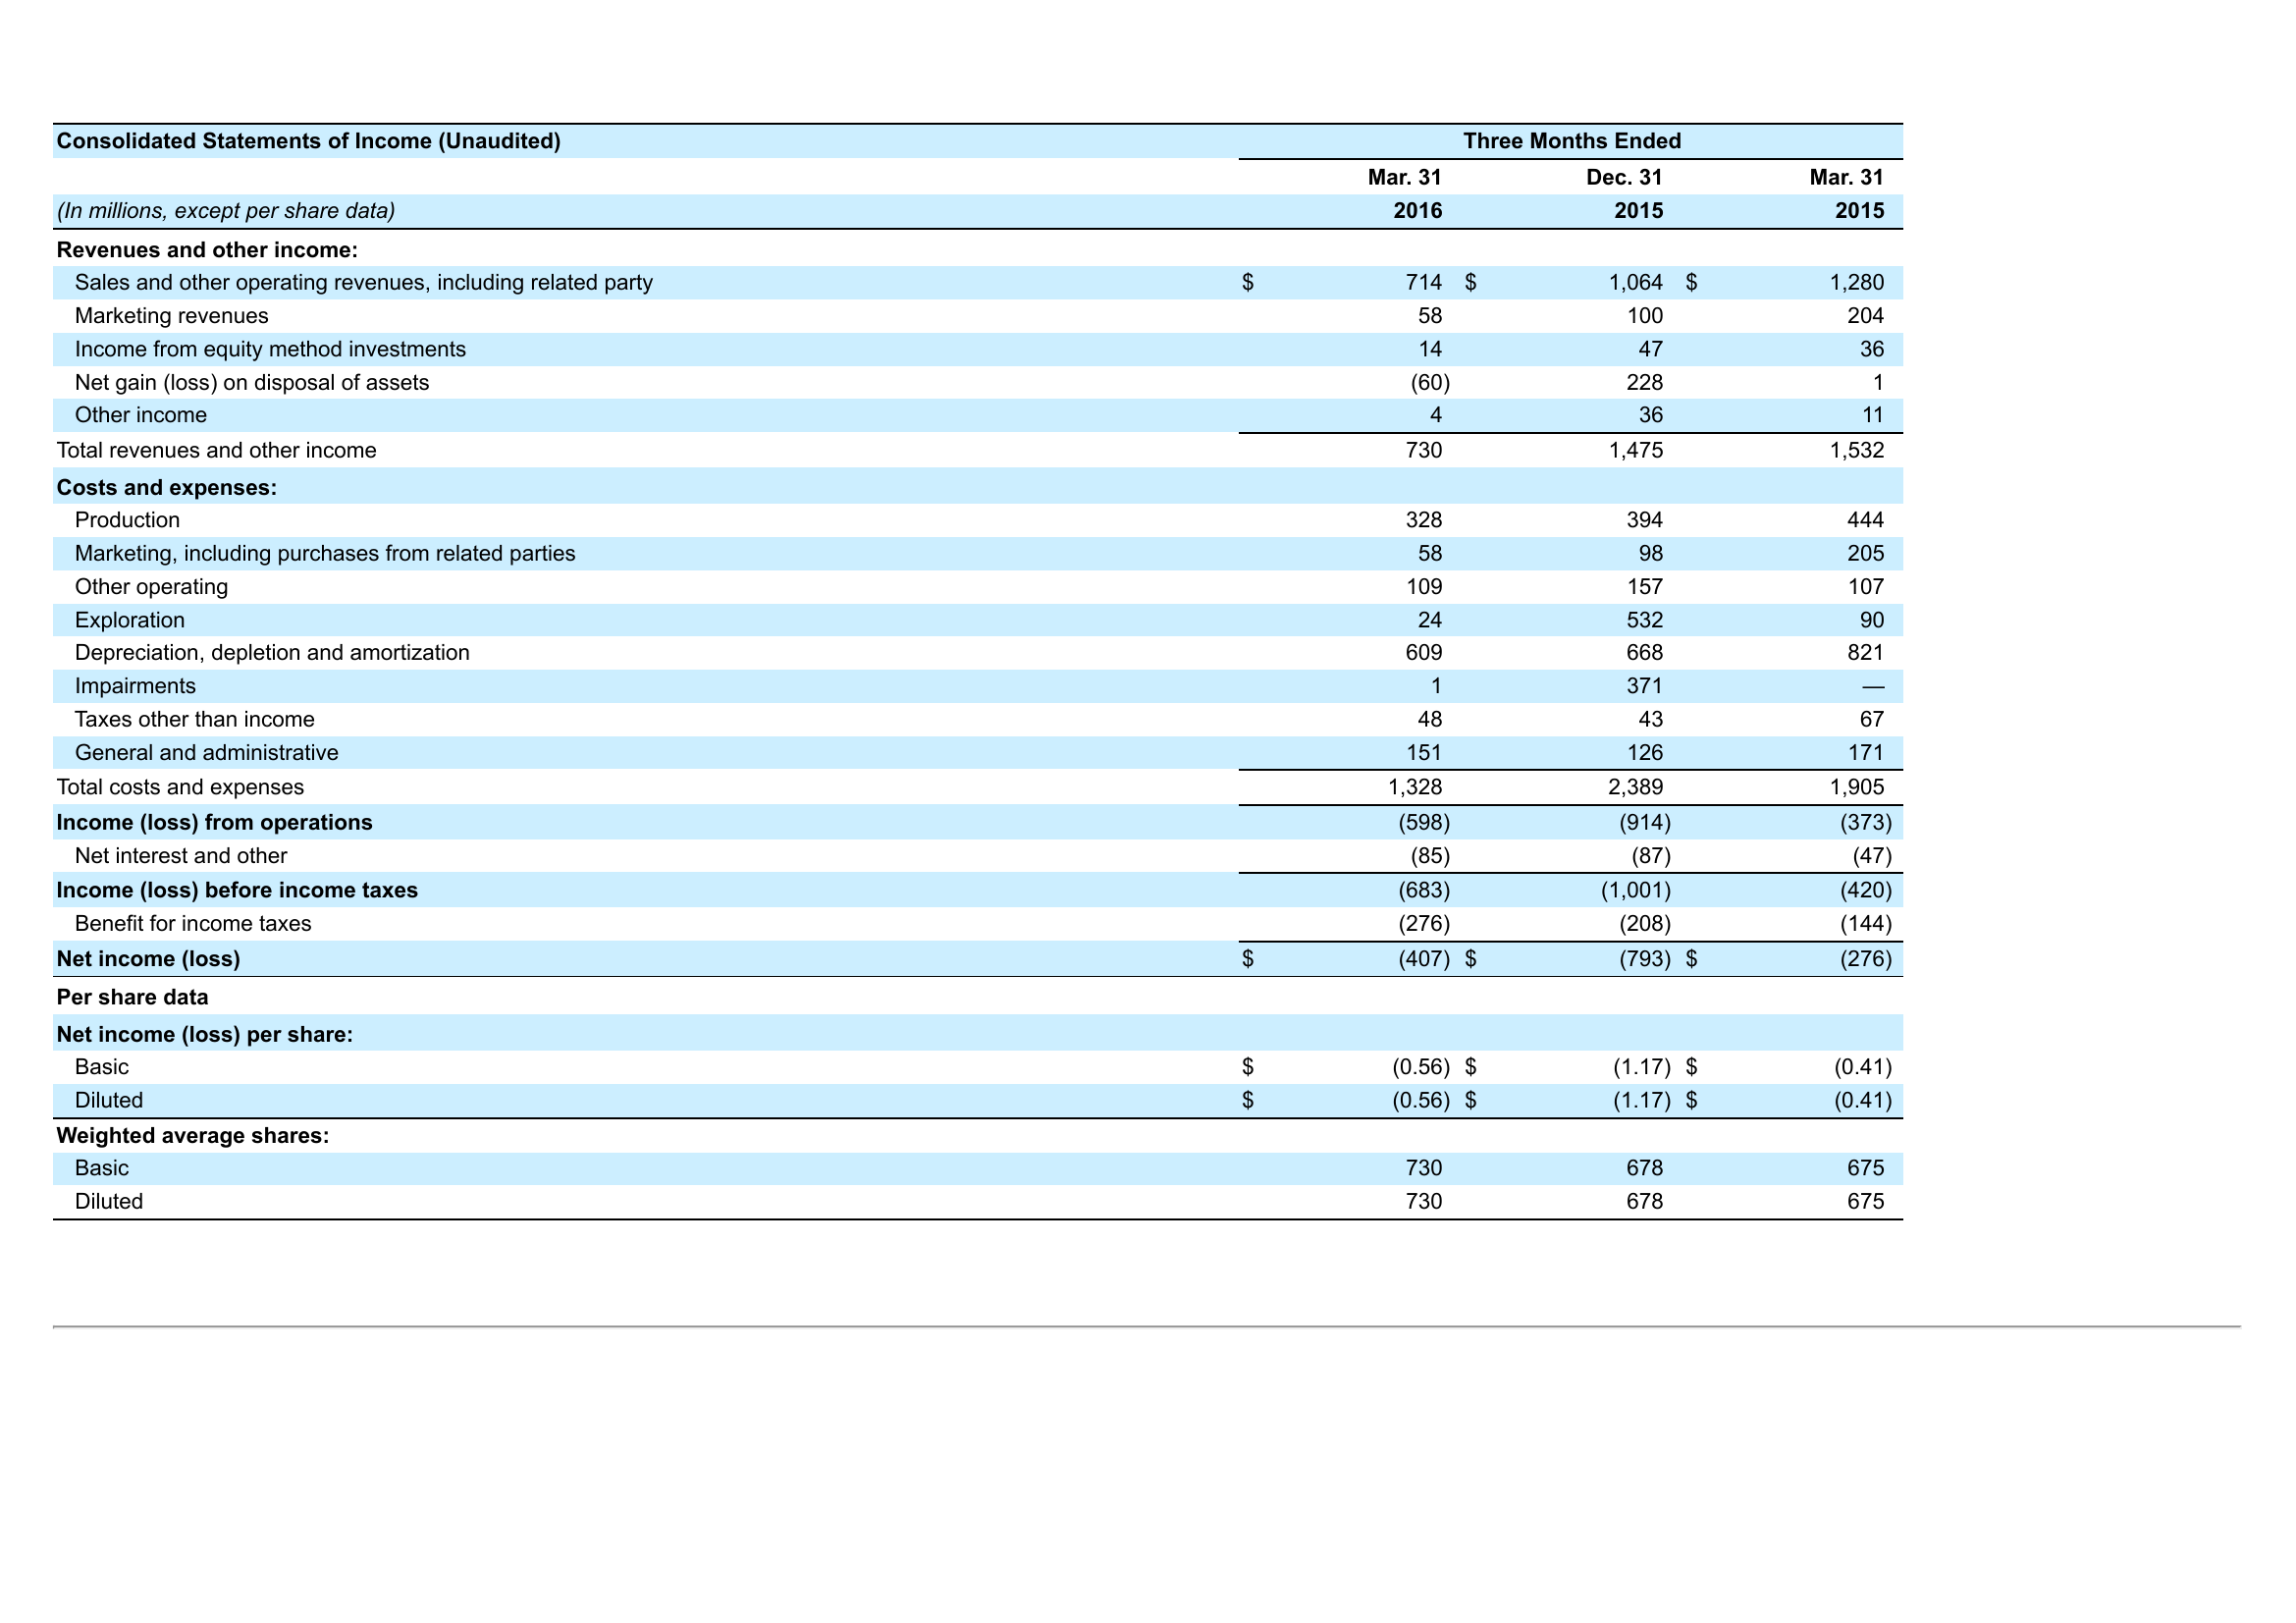 Consolidated Statements of Income (Unaudited) Three Months Ended
Mar. 31 Dec. 31 Mar. 31
(In millions, except per share data) 2016 2015 2015
Revenues and other income:
Sales and other operating revenues, including related party $ 714 $ 1,064 $ 1,280
Marketing revenues 58 100 204
Income from equity method investments 14 47 36
Net gain (loss) on disposal of assets (60) 228 1
Other income 4 36 11
Total revenues and other income 730 1,475 1,532
Costs and expenses:
Production 328 394 444
Marketing, including purchases from related parties 58 98 205
Other operating 109 157 107
Exploration 24 532 90
Depreciation, depletion and amortization 609 668 821
Impairments 1 371 —
Taxes other than income 48 43 67
General and administrative 151 126 171
Total costs and expenses 1,328 2,389 1,905
Income (loss) from operations (598) (914) (373)
Net interest and other (85) (87) (47)
Income (loss) before income taxes (683) (1,001) (420)
Benefit for income taxes (276) (208) (144)
Net income (loss) $ (407) $ (793) $ (276)
Per share data
Net income (loss) per share:
Basic $ (0.56) $ (1.17) $ (0.41)
Diluted $ (0.56) $ (1.17) $ (0.41)
Weighted average shares:
Basic 730 678 675
Diluted 730 678 675